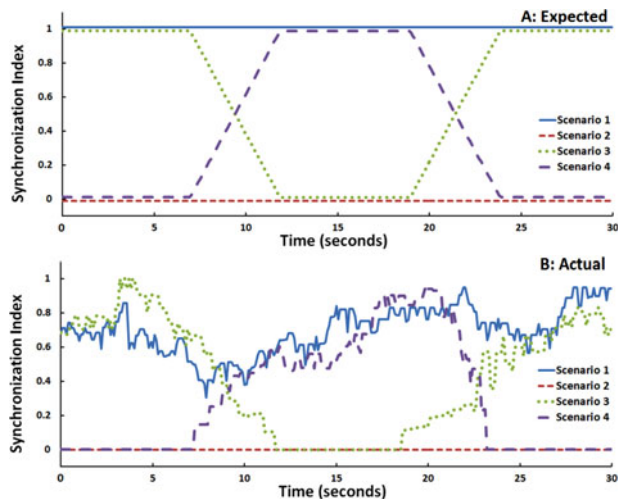 A: Expected
Synchronization Index
1
0.8
0.6
0.4
0.2
0
Scenario 1
Scenario 2
Scenario 3
Scenario 4
0 5 10 15 20 25 30
Time (seconds)
B: Actual
Synchronization Index
1
0.8
0.6
0.4
0.2
0
Scenario 1
Scenario 2
Scenario 3
Scenario 4
0 5 10 15 20 25 30
Time (seconds)